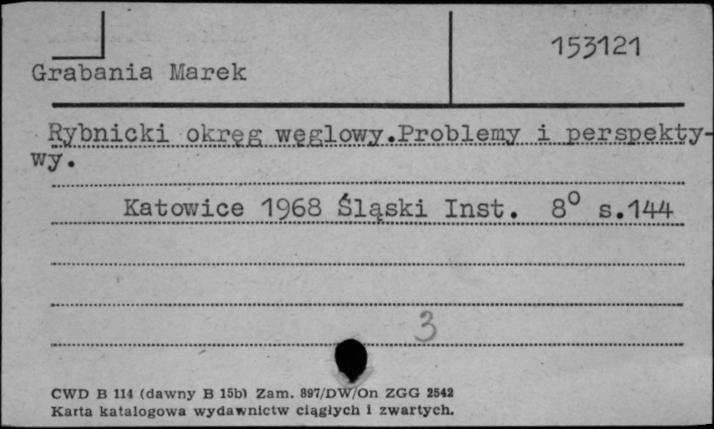 153121
Grabania Marek
Rybnicki okręg węglowy.Problemy i perspekty-
wy.
Katowice 1968 Śląski Inst. 8° s.144
3
CWD B 114 (dawny B 15b) Zam. 897/DW/On ZGG 2542
Karta katalogowa wydawnictw ciągłych i zwartych.